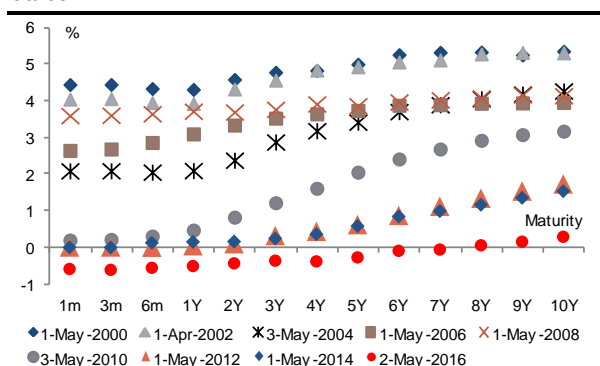 %
6
5
4
3
2
1
0
-1
Maturity
1m 3m 6m 1Y 2Y 3Y 4Y 5Y 6Y 7Y 8Y 9Y 10Y
1-May-2000 1-Apr-2002 3-May-2004 1-May-2006 1-May-2008
3-May-2010 1-May-2012 1-May-2014 2-May-2016